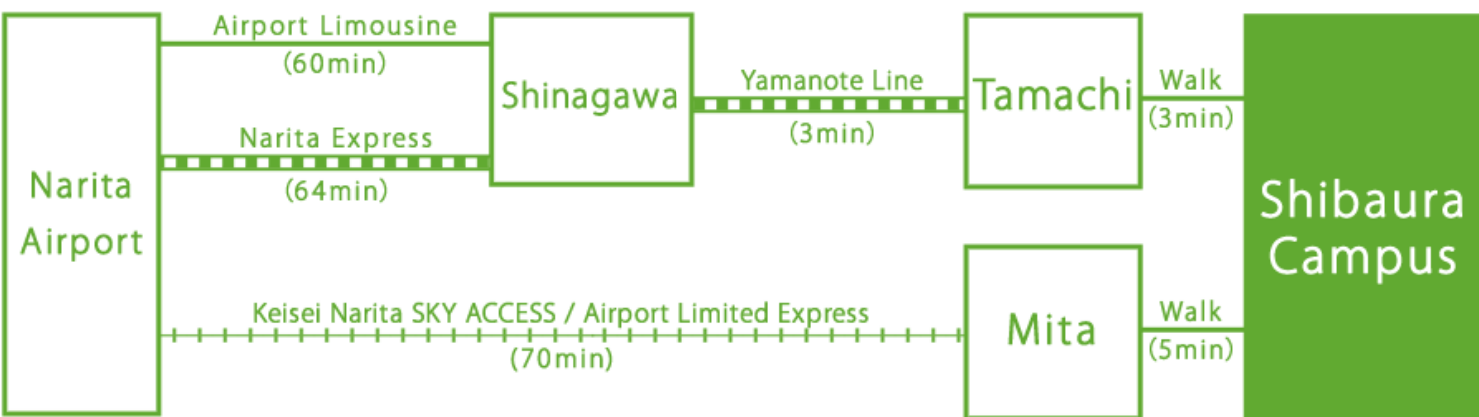 Narita
Airport
Airport Limousine
(60min)
Narita Express
(64min)
Shinagawa
Yamanote Line
(3min)
Tamachi
Walk
(3min)
Keisei Narita SKY ACCESS / Airport Limited Express
(70min)
Mita
Walk
(5min)
Shibaura
Campus